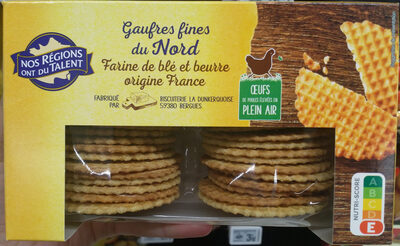 Gaufres fines
du Nord
Farine de blé et beurre
origine France
NOS RÉGIONS
ONT DU TALENT
FABRIQUÉ
PAR
BISCUITERIE LA DUNKERQUOISE
59380 BERGUES
ŒUFS
DE POULES ÉLEVÉES EN
PLEIN AIR
NUTRI-SCORE
A
B
C
D
E